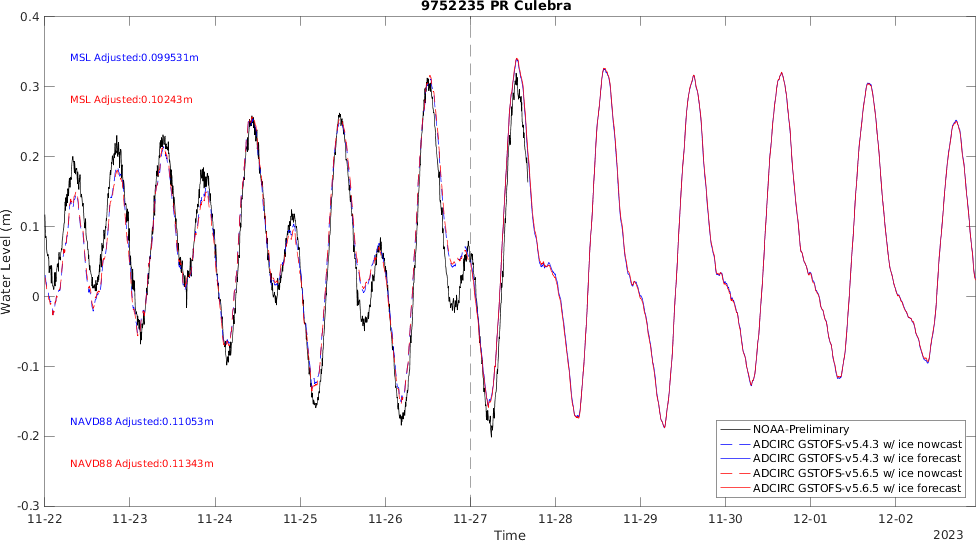 9752235 PR Culebra
0.4
MSL Adjusted:0.099531m
0.3
MSL Adjusted:0.10243m
0.2
0.1
Water Level (m)
0
-0.1
-0.2
NAVD88 Adjusted:0.11053m
NAVD88 Adjusted:0.11343m
-0.3
NOAA-Preliminary
ADCIRC GSTOFS-v5.4.3 w/ ice nowcast
ADCIRC GSTOFS-v5.4.3 w/ ice forecast
ADCIRC GSTOFS-v5.6.5 w/ ice nowcast
ADCIRC GSTOFS-v5.6.5 w/ ice forecast
11-22 11-23 11-24 11-25 11-26 11-27 11-28 11-29 11-30 12-01 12-02
Time
2023